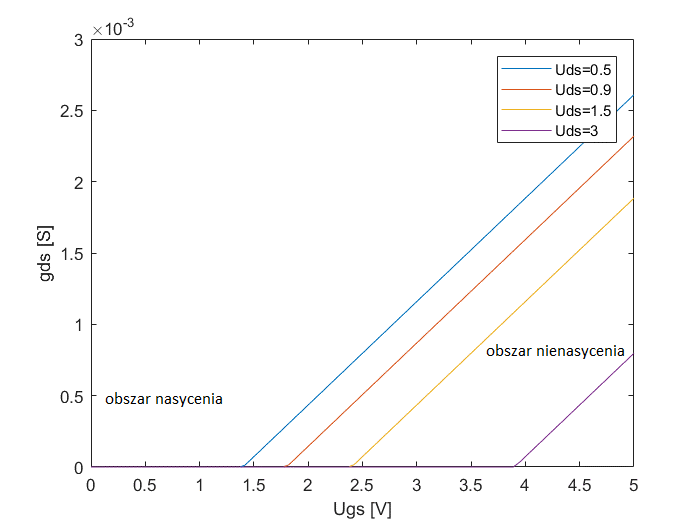 ×10-3
3
2.5
2
1.5
1
0.5
0
gds [S]
Uds=0.5
Uds=0.9
Uds=1.5
Uds=3
obszar nienasycenia
obszar nasycenia
0 0.5 1 1.5 2 2.5 3 3.5 4 4.5 5
Ugs [V]